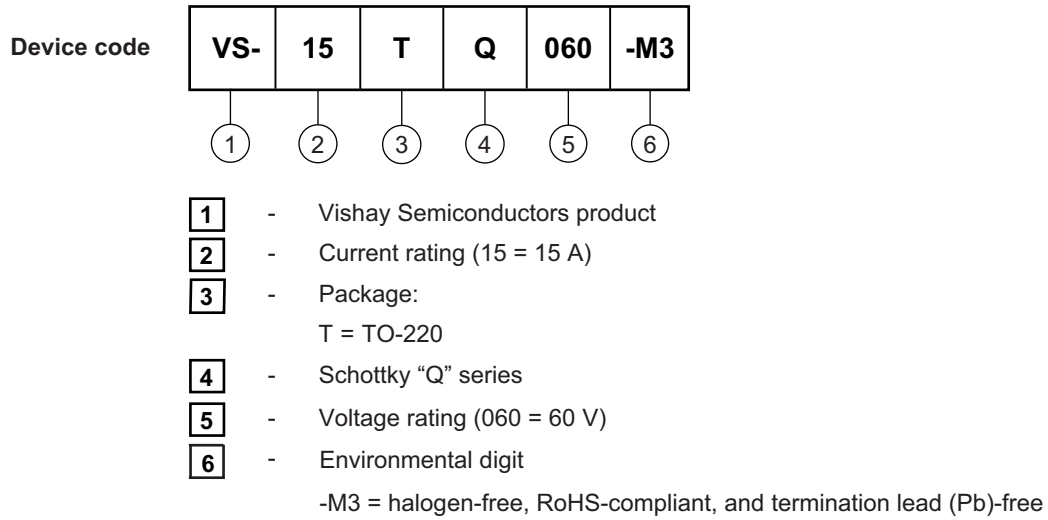 Device code VS- 15 T Q 060 -M3
1 2 3 4 5 6
1 - Vishay Semiconductors product
2 - Current rating (15 = 15 A)
3 - Package:
T = TO-220
4 - Schottky “Q” series
5 - Voltage rating (060 = 60 V)
6 - Environmental digit
-M3 = halogen-free, RoHS-compliant, and termination lead (Pb)-free